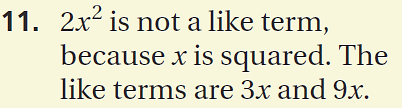 11. 2x² is not a like term,
because x is squared. The
like terms are 3x and 9x.